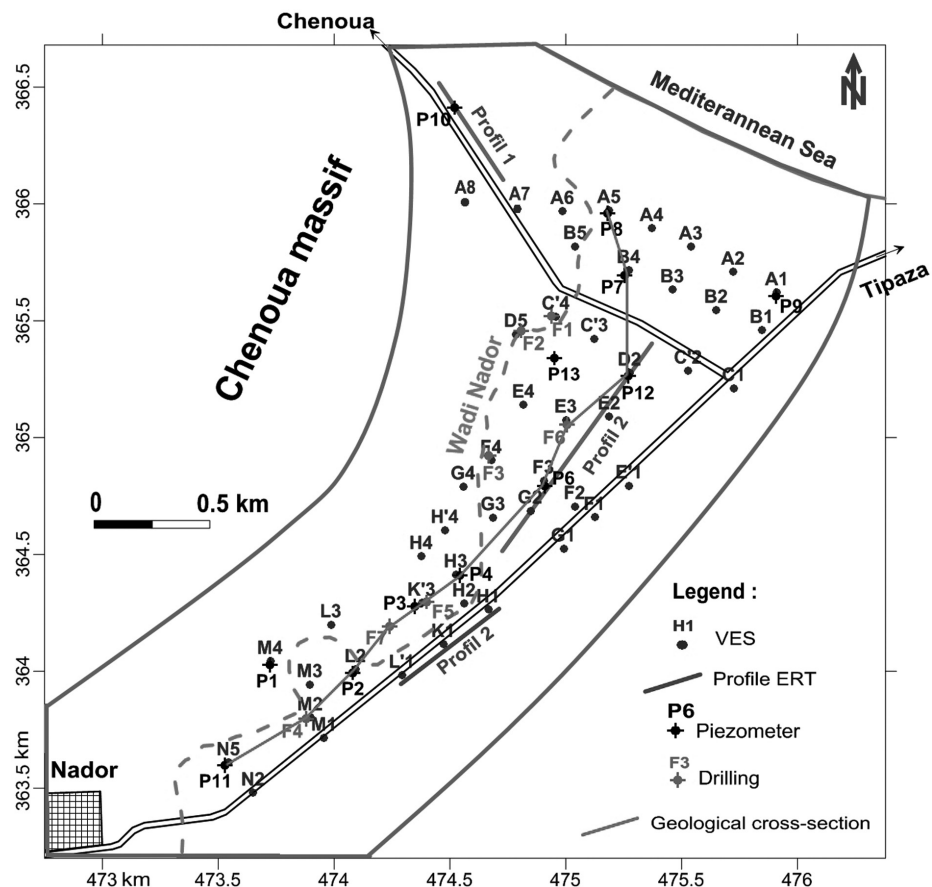 Chenoua
N
Mediterannean Sea
366.5
P10
Profil 1
Chenoua massif
366
A8
A7
A6
A5
P8
A4
A3
A2
A1
P9
B5
B4
P7
B3
B2
B1
Tipaza
365.5
C'4
F1
D5
F2
C'3
C'2
C1
P13
D2
P12
Wadi Nador
E4
E3
F6
E2
Profil 2
365
F4
F3
F3
P6
E'1
G4
G3
G2
F2
F1
0
0.5 km
H'4
G1
364.5
H4
H3
P4
K'3
P3
F5
H2
H1
F7
L3
K1
Profil 2
364
M4
P1
M3
L2
P2
L'1
M2
F4
M1
N5
P11
N2
Nador
363.5 km
Legend :
H1
VES
Profile ERT
P6
Piezometer
F3
Drilling
Geological cross-section
473 km
473.5
474
474.5
475
475.5
476